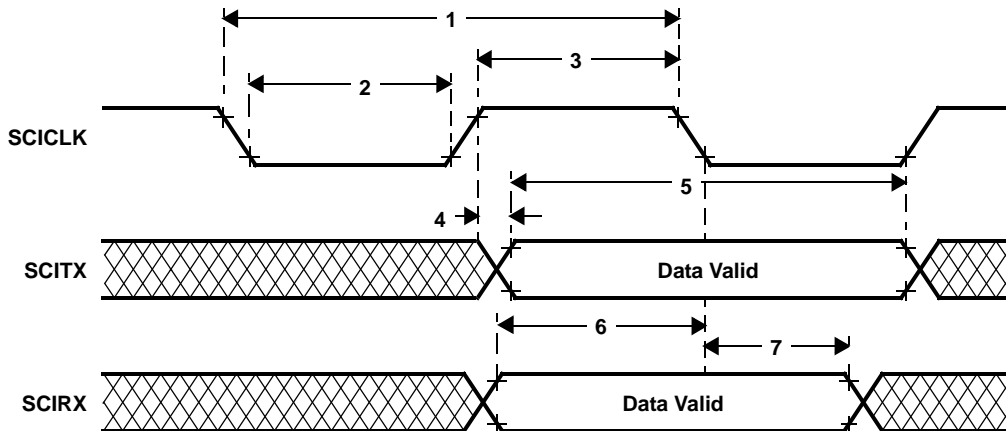 1
3
2
SCICLK
5
4
SCITX
Data Valid
6
7
SCIRX
Data Valid